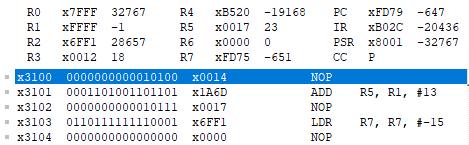 R0 x7FFF 32767 R4 xB520 -19168 PC xFD79 -647
R1 xFFFF -1 R5 x0017 23 IR xB02C -20436
R2 x6FF1 28657 R6 x0000 0 PSR x8001 -32767
R3 x0012 18 R7 xFD75 -651 CC P
x3100 0000000000010100 x0014 NOP
x3101 0001101001101101 x1A6D ADD R5, R1, #13
x3102 0000000000010111 x0017 NOP
x3103 0110111111110001 x6FF1 LDR R7, R7, #-15
x3104 0000000000000000 x0000 NOP